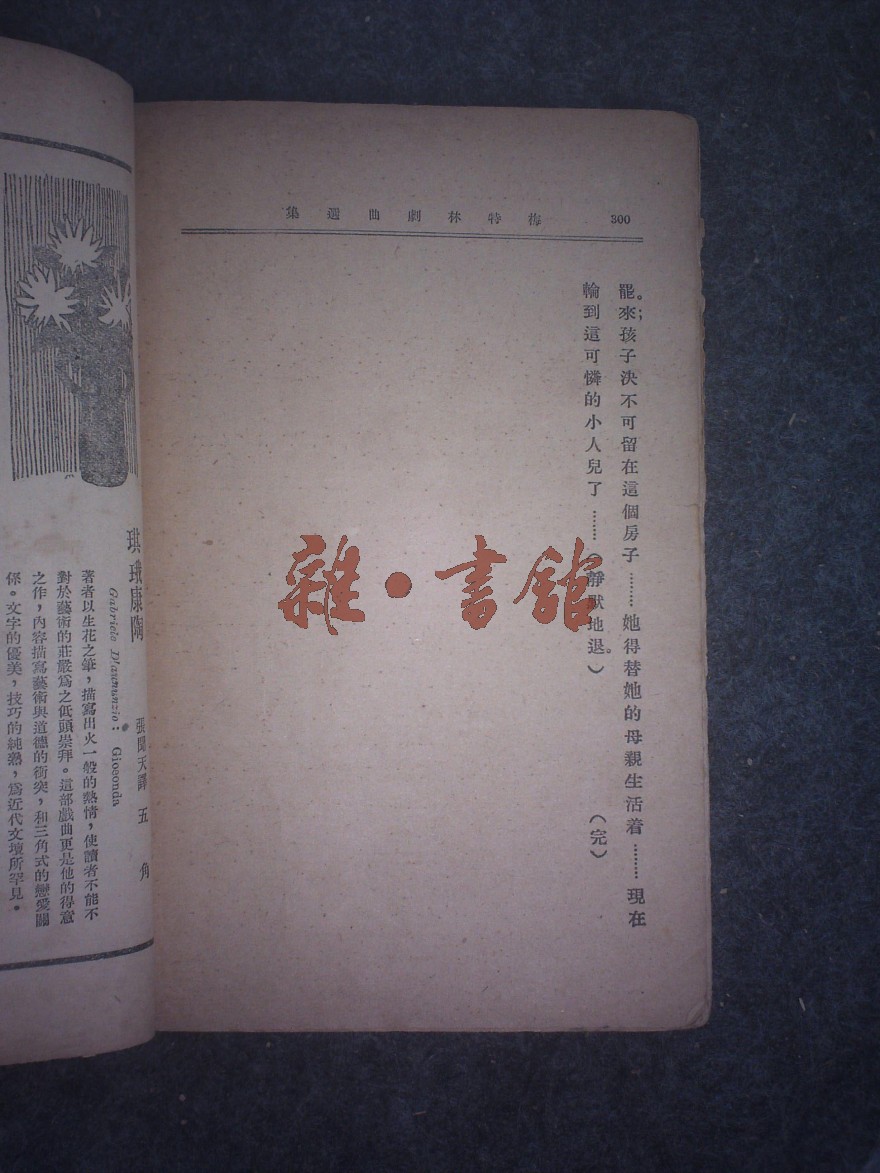 300
梅特林劇曲選集
罷。；來孩子決不可留在這個房子………她得替她的母親生活着………現在
輪到這可憐的小人兒了……（靜默地退。）
（完）
雜·書館
琪珴康陶
Gabriele D'annunzio: Gioconda
張聞天譯 五角
著者以生花之筆，描寫出火一般的熱情，使讀者不能不
對於藝術的莊嚴爲之低頭崇拜。這部戲曲更是他的得意
之作，內容描寫藝術與道德的衝突，和三角式的戀愛關
係。文字的優美，技巧的純熟，爲近代文壇所罕見。